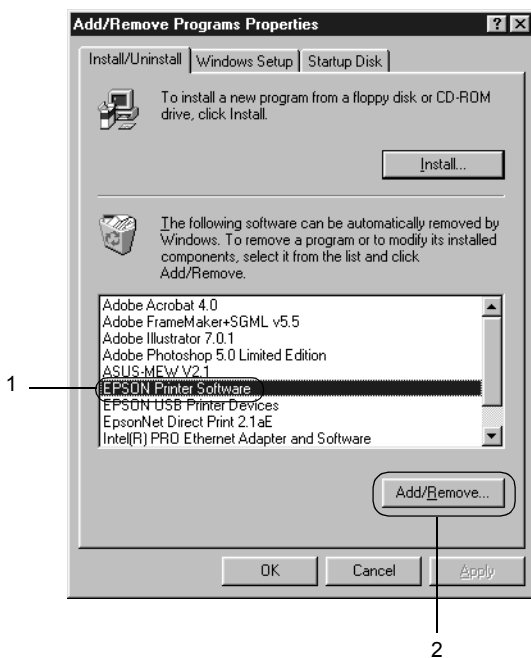 Add/Remove Programs Properties
Install/Uninstall Windows Setup Startup Disk
To install a new program from a floppy disk or CD-ROM
drive, click Install.
Install...
The following software can be automatically removed by
Windows. To remove a program or to modify its installed
components, select it from the list and click
Add/Remove.
Adobe Acrobat 4.0
Adobe FrameMaker+SGML v5.5
Adobe Illustrator 7.0.1
Adobe Photoshop 5.0 Limited Edition
ASUS-MEW V2.1
1 EPSON Printer Software
EPSON USB Printer Devices
EpsonNet Direct Print 2.1aE
Intel(R) PRO Ethernet Adapter and Software
Add/Remove...
OK Cancel Apply
2